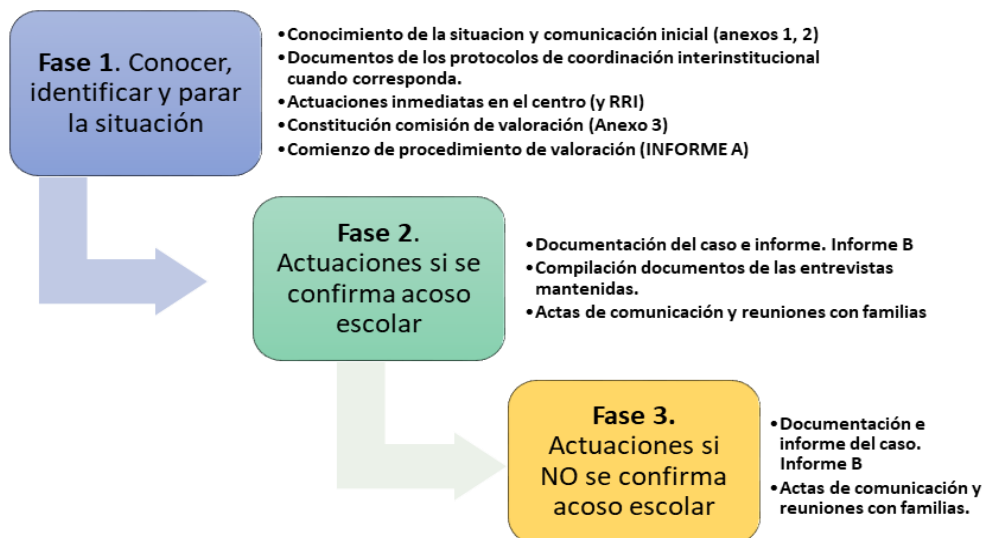 Fase 1. Conocer,
identificar y parar
la situación
•Conocimiento de la situacion y comunicación inicial (anexos 1, 2)
•Documentos de los protocolos de coordinación interinstitucional
cuando corresponda.
•Actuaciones inmediatas en el centro (y RRI)
•Constitución comisión de valoración (Anexo 3)
•Comienzo de procedimiento de valoración (INFORME A)
Fase 2.
Actuaciones si se
confirma acoso
escolar
•Documentación del caso e informe. Informe B
•Compilación documentos de las entrevistas
mantenidas.
•Actas de comunicación y reuniones con familias
Fase 3.
Actuaciones si
NO se confirma
acoso escolar
•Documentación e
informe del caso.
Informe B
•Actas de comunicación y
reuniones con familias.